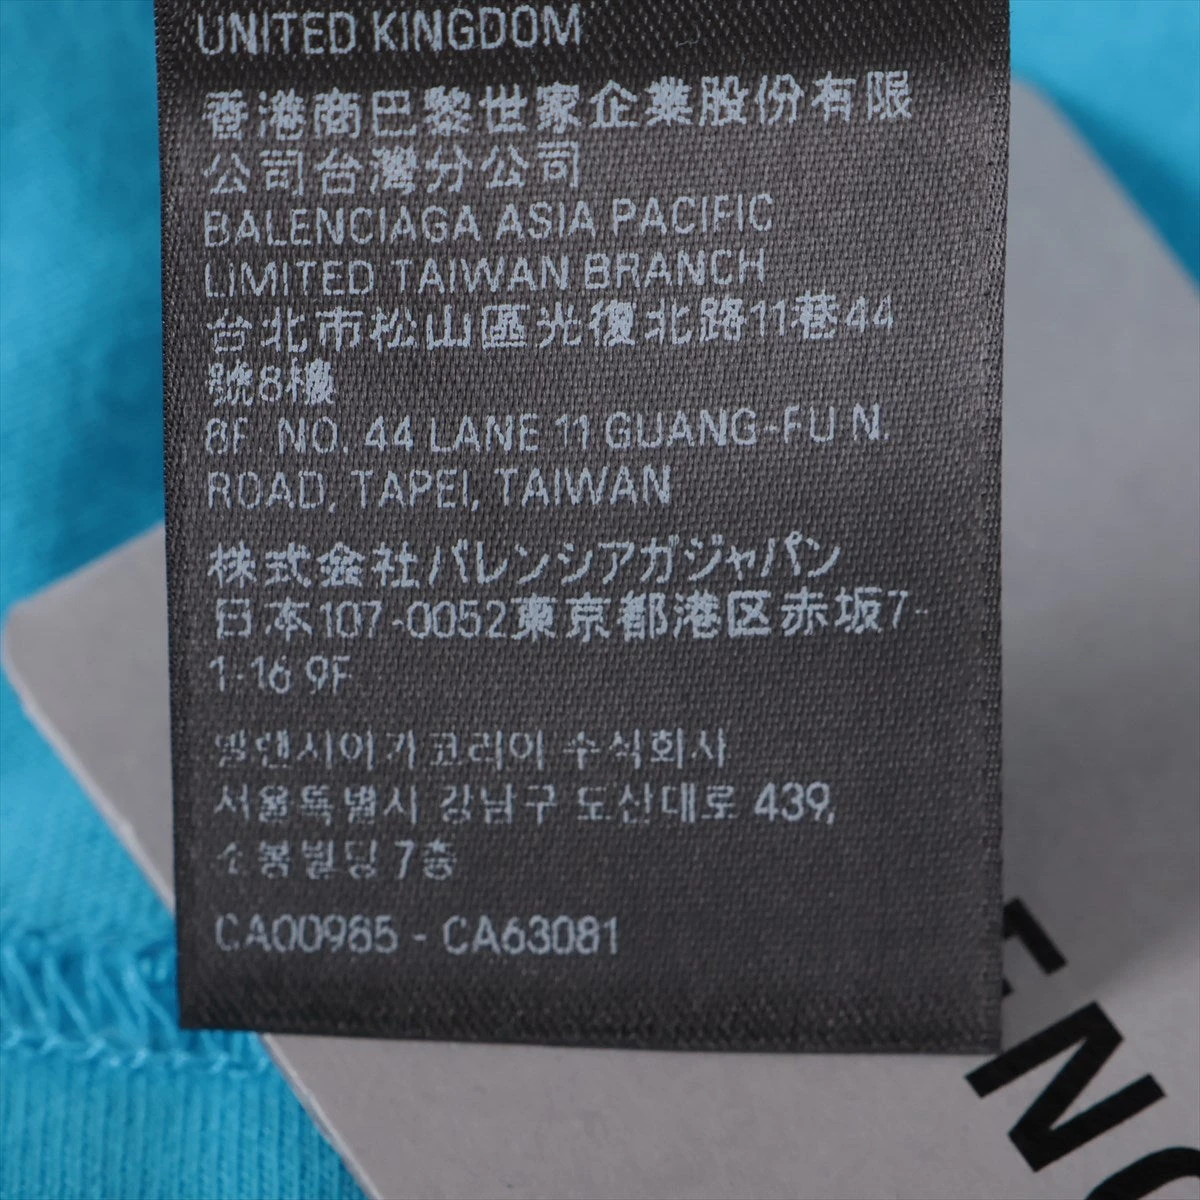 UNITED KINGDOM
香港商巴黎世家企業股份有限
公司台灣分公司
BALENCIAGA ASIA PACIFIC
LIMITED TAIWAN BRANCH
台北市松山區光復北路11巷44
號8樓
8F. NO. 44 LANE 11 GUANG-FU N.
ROAD, TAPEI, TAIWAN
株式会社バレンシアガジャパン
日本107-0052東京都港区赤坂7-
1-16 9F
발렌시아가코리아 주식회사
서울특별시 강남구 도산대로 439,
소봉빌딩 7층
CA00985 - CA63081
ENC